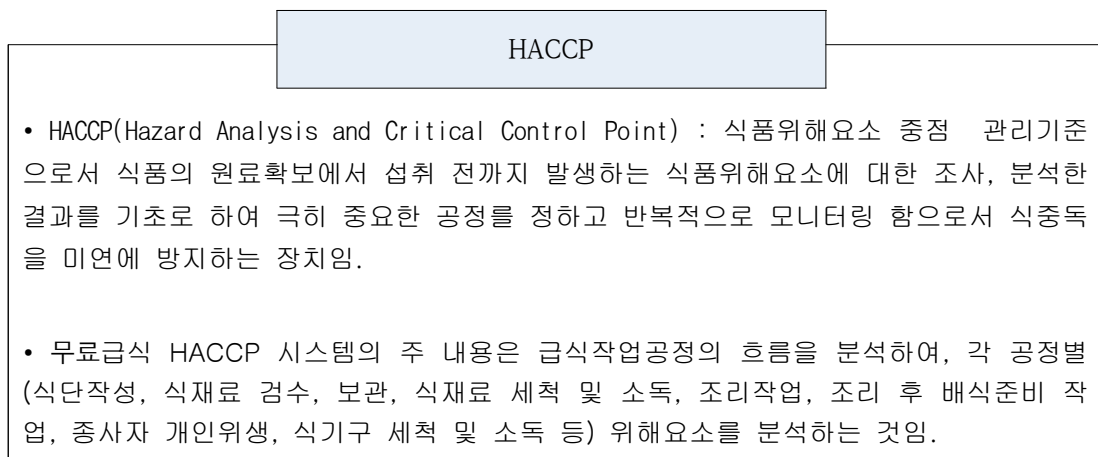 HACCP
• HACCP(Hazard Analysis and Critical Control Point) : 식품위해요소 중점 관리기준
으로서 식품의 원료확보에서 섭취 전까지 발생하는 식품위해요소에 대한 조사, 분석한
결과를 기초로 하여 극히 중요한 공정를 정하고 반복적으로 모니터링 함으로서 식중독
을 미연에 방지하는 장치임.
• 무료급식 HACCP 시스템의 주 내용은 급식작업공정의 흐름을 분석하여, 각 공정별
(식단작성, 식재료 검수, 보관, 식재료 세척 및 소독, 조리작업, 조리 후 배식준비 작
업, 종사자 개인위생, 식기구 세척 및 소독 등) 위해요소를 분석하는 것임.